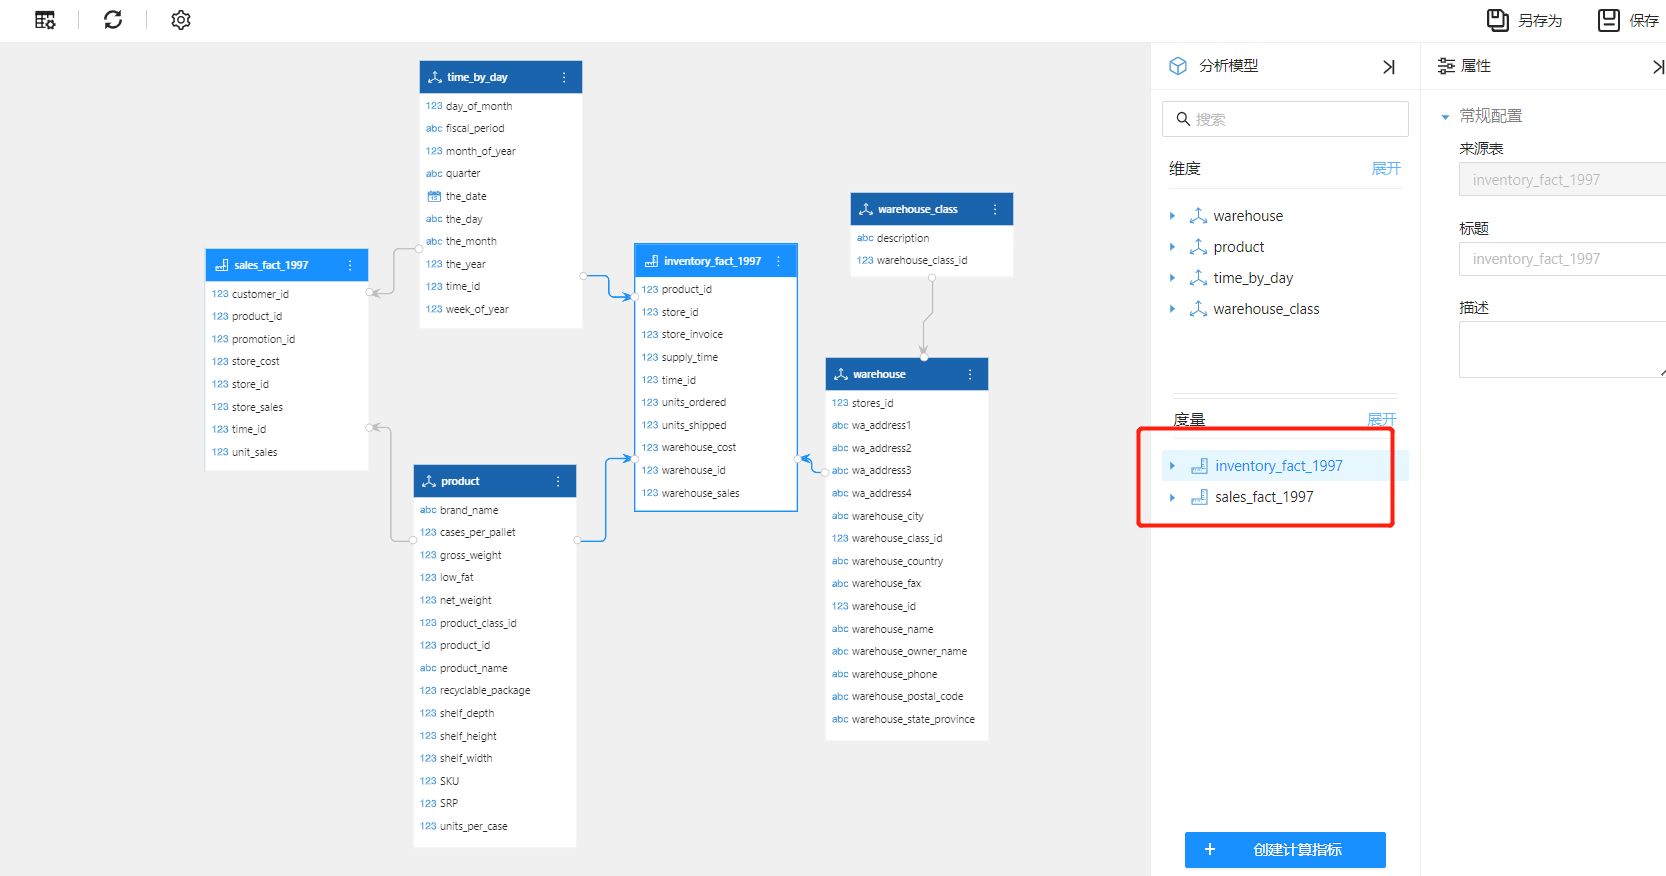 另存为
保存
time_by_day
123 day_of_month
abc fiscal_period
123 month_of_year
abc quarter
the_date
abc the_day
abc the_month
123 the_year
123 time_id
123 week_of_year
sales_fact_1997
123 customer_id
123 product_id
123 promotion_id
123 store_cost
123 store_id
123 store_sales
123 time_id
123 unit_sales
product
abc brand_name
123 cases_per_pallet
123 gross_weight
123 low_fat
123 net_weight
123 product_class_id
123 product_id
abc product_name
123 recyclable_package
123 shelf_depth
123 shelf_height
123 shelf_width
123 SKU
123 SRP
123 units_per_case
inventory_fact_1997
123 product_id
123 store_id
123 store_invoice
123 supply_time
123 time_id
123 units_ordered
123 units_shipped
123 warehouse_cost
123 warehouse_id
123 warehouse_sales
warehouse_class
abc description
123 warehouse_class_id
warehouse
123 stores_id
abc wa_address1
abc wa_address2
abc wa_address3
abc wa_address4
abc warehouse_city
123 warehouse_class_id
abc warehouse_country
abc warehouse_fax
123 warehouse_id
abc warehouse_name
abc warehouse_owner_name
abc warehouse_phone
abc warehouse_postal_code
abc warehouse_state_province
分析模型
搜索
维度 展开
warehouse
product
time_by_day
warehouse_class
度量 展开
inventory_fact_1997
sales_fact_1997
+ 创建计算指标
属性
常规配置
来源表
inventory_fact_1997
标题
inventory_fact_1997
描述